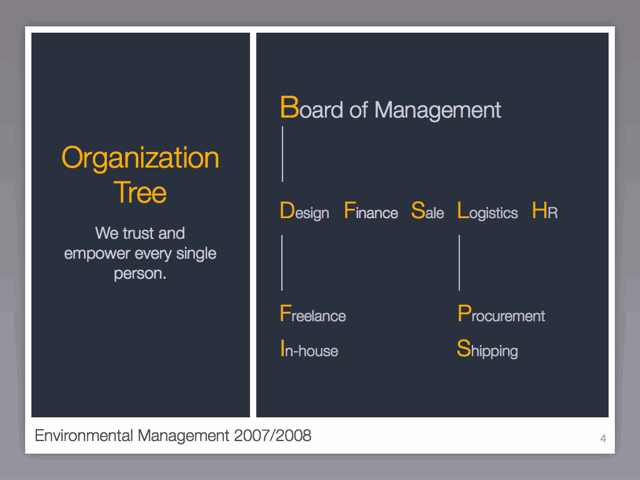 Organization
Tree
We trust and
empower every single
person.
Board of Management
Design Finance Sale Logistics HR
Freelance Procurement
In-house Shipping
Environmental Management 2007/2008
4